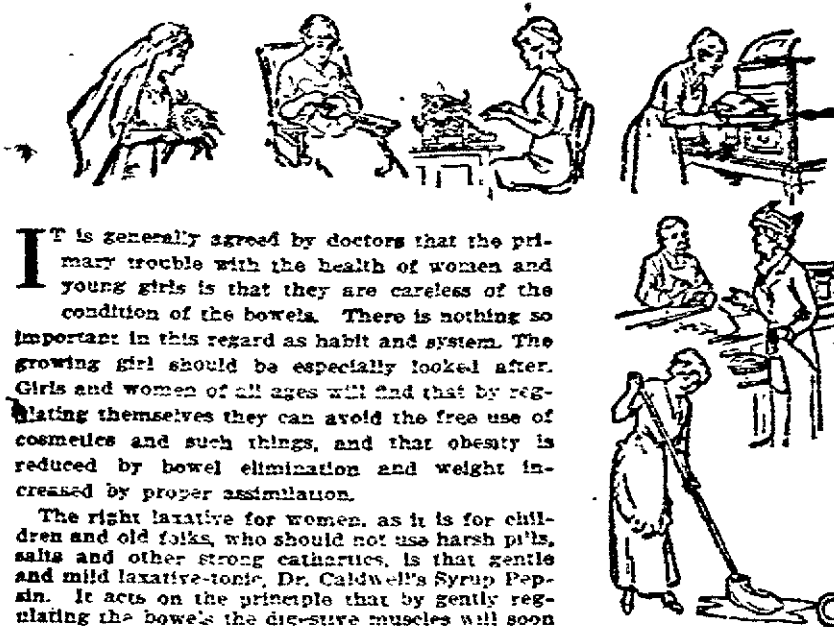 IT is generally agreed by doctors that the pri-
mary trouble with the health of women and
young girls is that they are careless of the
condition of the bowels. There is nothing so
important in this regard as habit and system. The
growing girl should be especially looked after.
Girls and women of all ages will find that by reg-
ulating themselves they can avoid the free use of
cosmetics and such things, and that obesity is
reduced by bowel elimination and weight in-
creased by proper assimilation.
The right laxative for women, as it is for chil-
dren and old folks, who should not use harsh pills,
salts and other strong cathartics, is that gentle
and mild laxative-tonic, Dr. Caldwell's Syrup Pep-
sin. It acts on the principle that by gently reg-
ulating the bowels the digestive muscles will soon